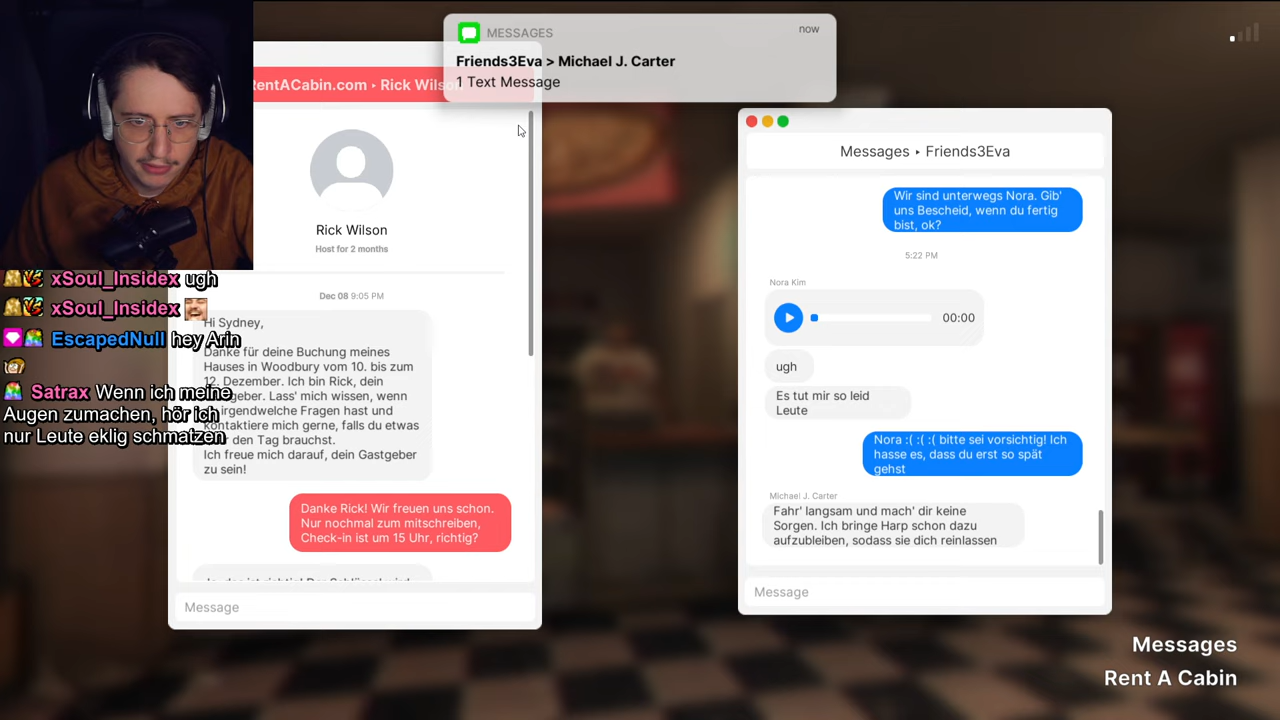 MESSAGES
now
Friends3Eva > Michael J. Carter
1 Text Message
RentACabin.com ▸ Rick Wilson
Rick Wilson
Host for 2 months
Dec 08 9:05 PM
Hi Sydney,
Danke für deine Buchung meines
Hauses in Woodbury vom 10. bis zum
12. Dezember. Ich bin Rick, dein
Lass' mich wissen, wenn
irgendwelche Fragen hast und
kontaktiere mich gerne, falls du etwas
den Tag brauchst.
Ich freue mich darauf, dein Gastgeber
zu sein!
Danke Rick! Wir freuen uns schon.
Nur nochmal zum mitschreiben,
Check-in ist um 15 Uhr, richtig?
Message
xSoul_Insidex ugh
xSoul_Insidex
EscapedNull hey Arin
Satrax Wenn ich meine
Augen zumachen, hör ich
nur Leute eklig schmatzen
Messages ▸ Friends3Eva
Wir sind unterwegs Nora. Gib'
uns Bescheid, wenn du fertig
bist, ok?
5:22 PM
Nora Kim
00:00
ugh
Es tut mir so leid
Leute
Nora :( :( :( bitte sei vorsichtig! Ich
hasse es, dass du erst so spät
gehst
Michael J. Carter
Fahr' langsam und mach' dir keine
Sorgen. Ich bringe Harp schon dazu
aufzubleiben, sodass sie dich reinlassen
Message
Messages
Rent A Cabin